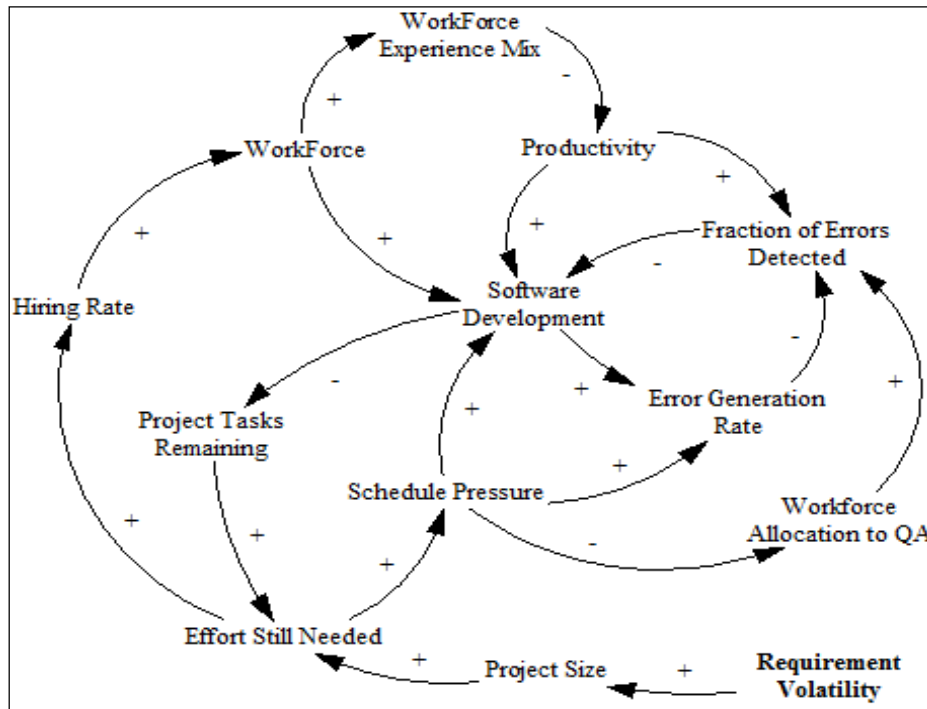 WorkForce
Experience Mix
-
+
WorkForce
Productivity
+
+
+
+
Fraction of Errors
Detected
-
Hiring Rate
Software
Development
-
-
+
+
Error Generation
Rate
Project Tasks
Remaining
+
+
Schedule Pressure
Workforce
Allocation to QA
+
+
-
+
Effort Still Needed
+
Project Size
+
Requirement
Volatility